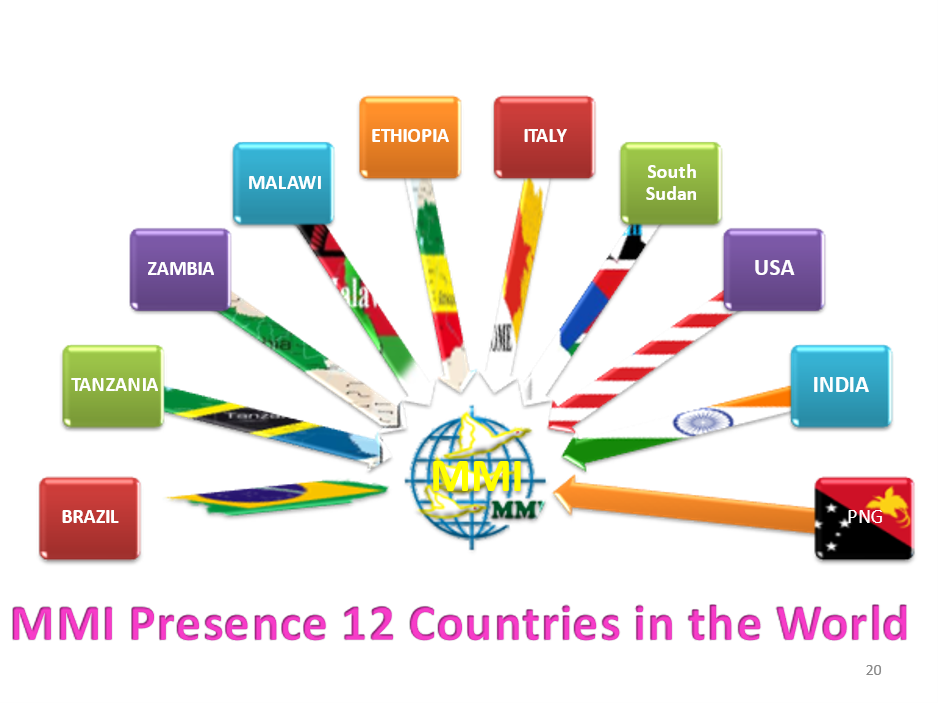 ETHIOPIA
ITALY
MALAWI
South
Sudan
ZAMBIA
USA
TANZANIA
INDIA
BRAZIL
PNG
MMI
MMI Presence 12 Countries in the World
20